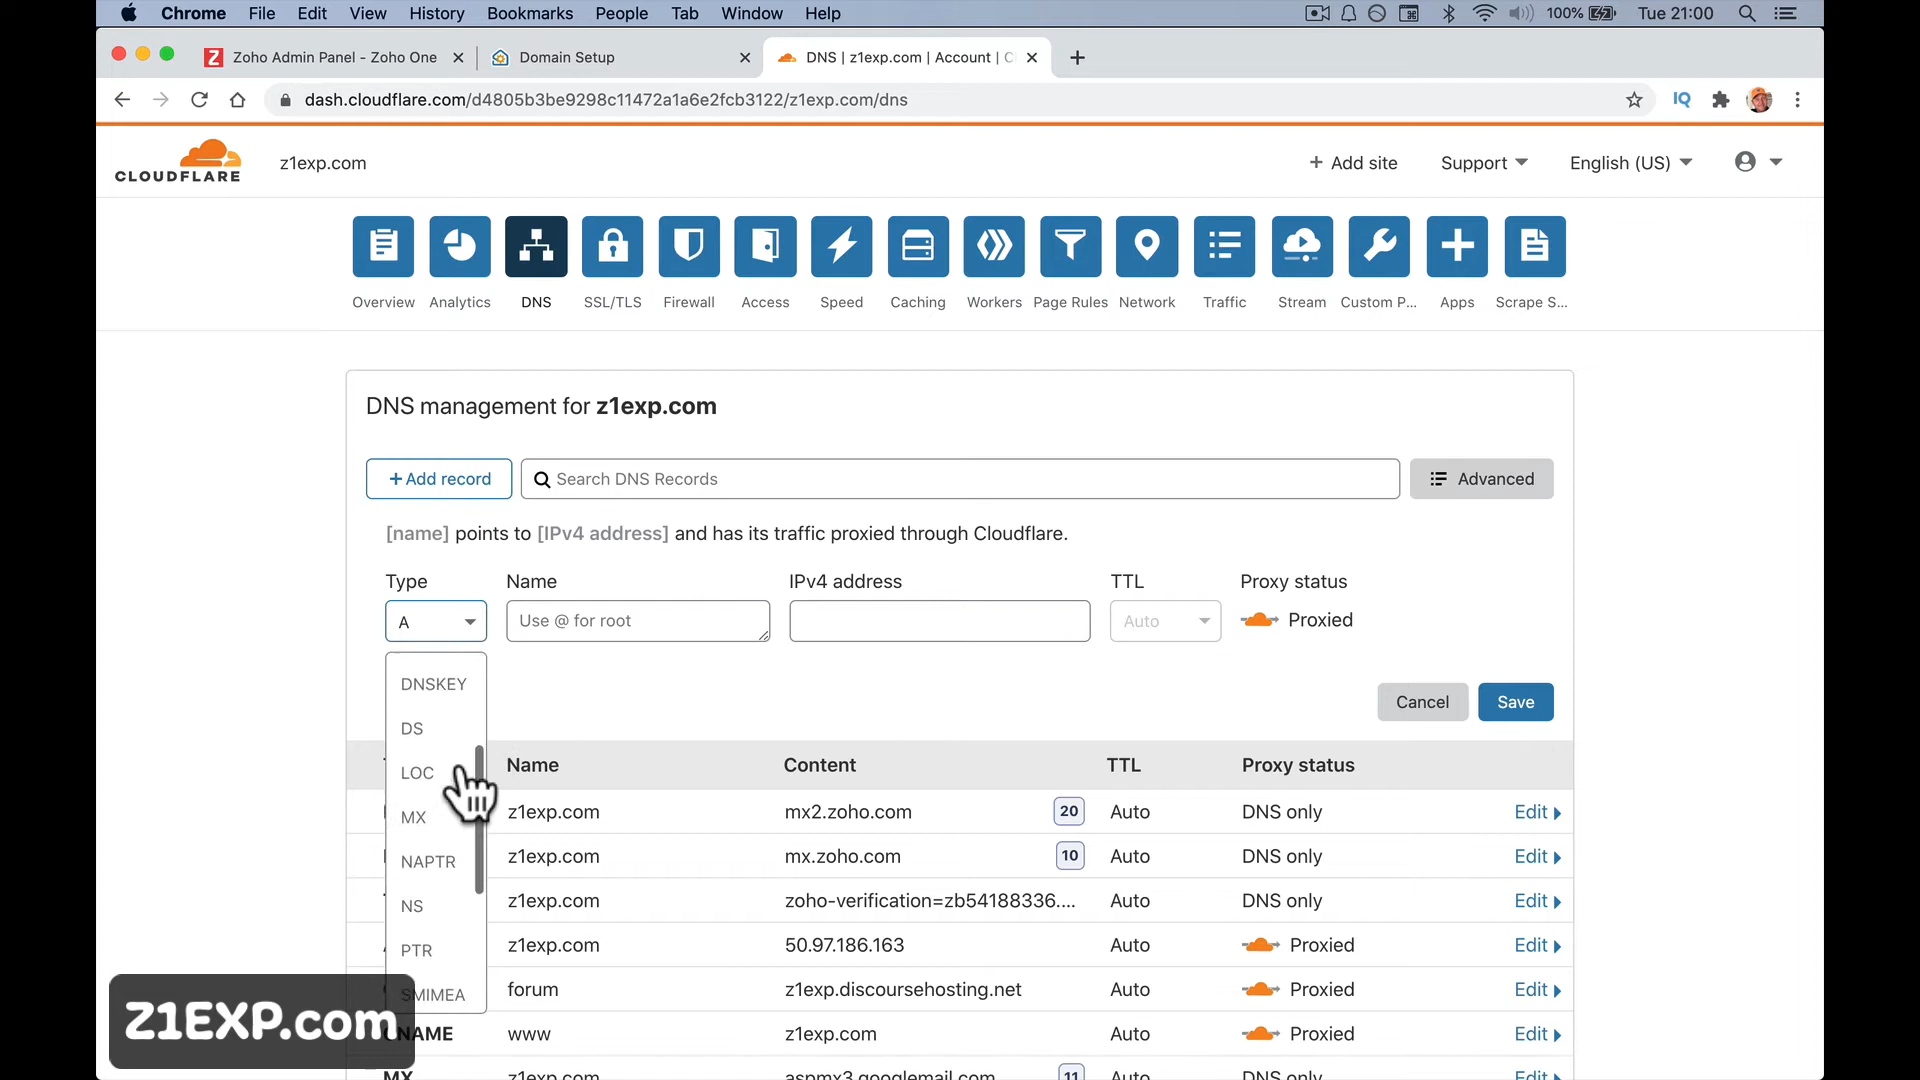 Chrome File Edit View History Bookmarks People Tab Window Help 100% Tue 21:00
Zoho Admin Panel - Zoho One Domain Setup DNS | z1exp.com | Account | C
dash.cloudflare.com/d4805b3be9298c11472a1a6e2fcb3122/z1exp.com/dns IQ
CLOUDFLARE z1exp.com + Add site Support English (US)
Overview Analytics DNS SSL/TLS Firewall Access Speed Caching Workers Page Rules Network Traffic Stream Custom P... Apps Scrape S...
DNS management for z1exp.com
+ Add record Search DNS Records Advanced
[name] points to [IPv4 address] and has its traffic proxied through Cloudflare.
Type Name IPv4 address TTL Proxy status
A Use @ for root Auto Proxied
DNSKEY
Cancel Save
DS
Name Content TTL Proxy status
LOC
z1exp.com mx2.zoho.com 20 Auto DNS only Edit
MX
z1exp.com mx.zoho.com 10 Auto DNS only Edit
NAPTR
z1exp.com zoho-verification=zb54188336.... Auto DNS only Edit
NS
z1exp.com 50.97.186.163 Auto Proxied Edit
PTR
forum z1exp.discoursehosting.net Auto Proxied Edit
SMIMEA
Z1EXP.com
CNAME www z1exp.com Auto Proxied Edit
MX z1exp.com aspmx3.googlemail.com 11 Auto DNS only Edit